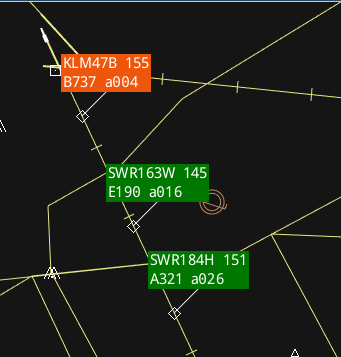 KLM47B 155
B737 a004
SWR163W 145
E190 a016
SWR184H 151
A321 a026